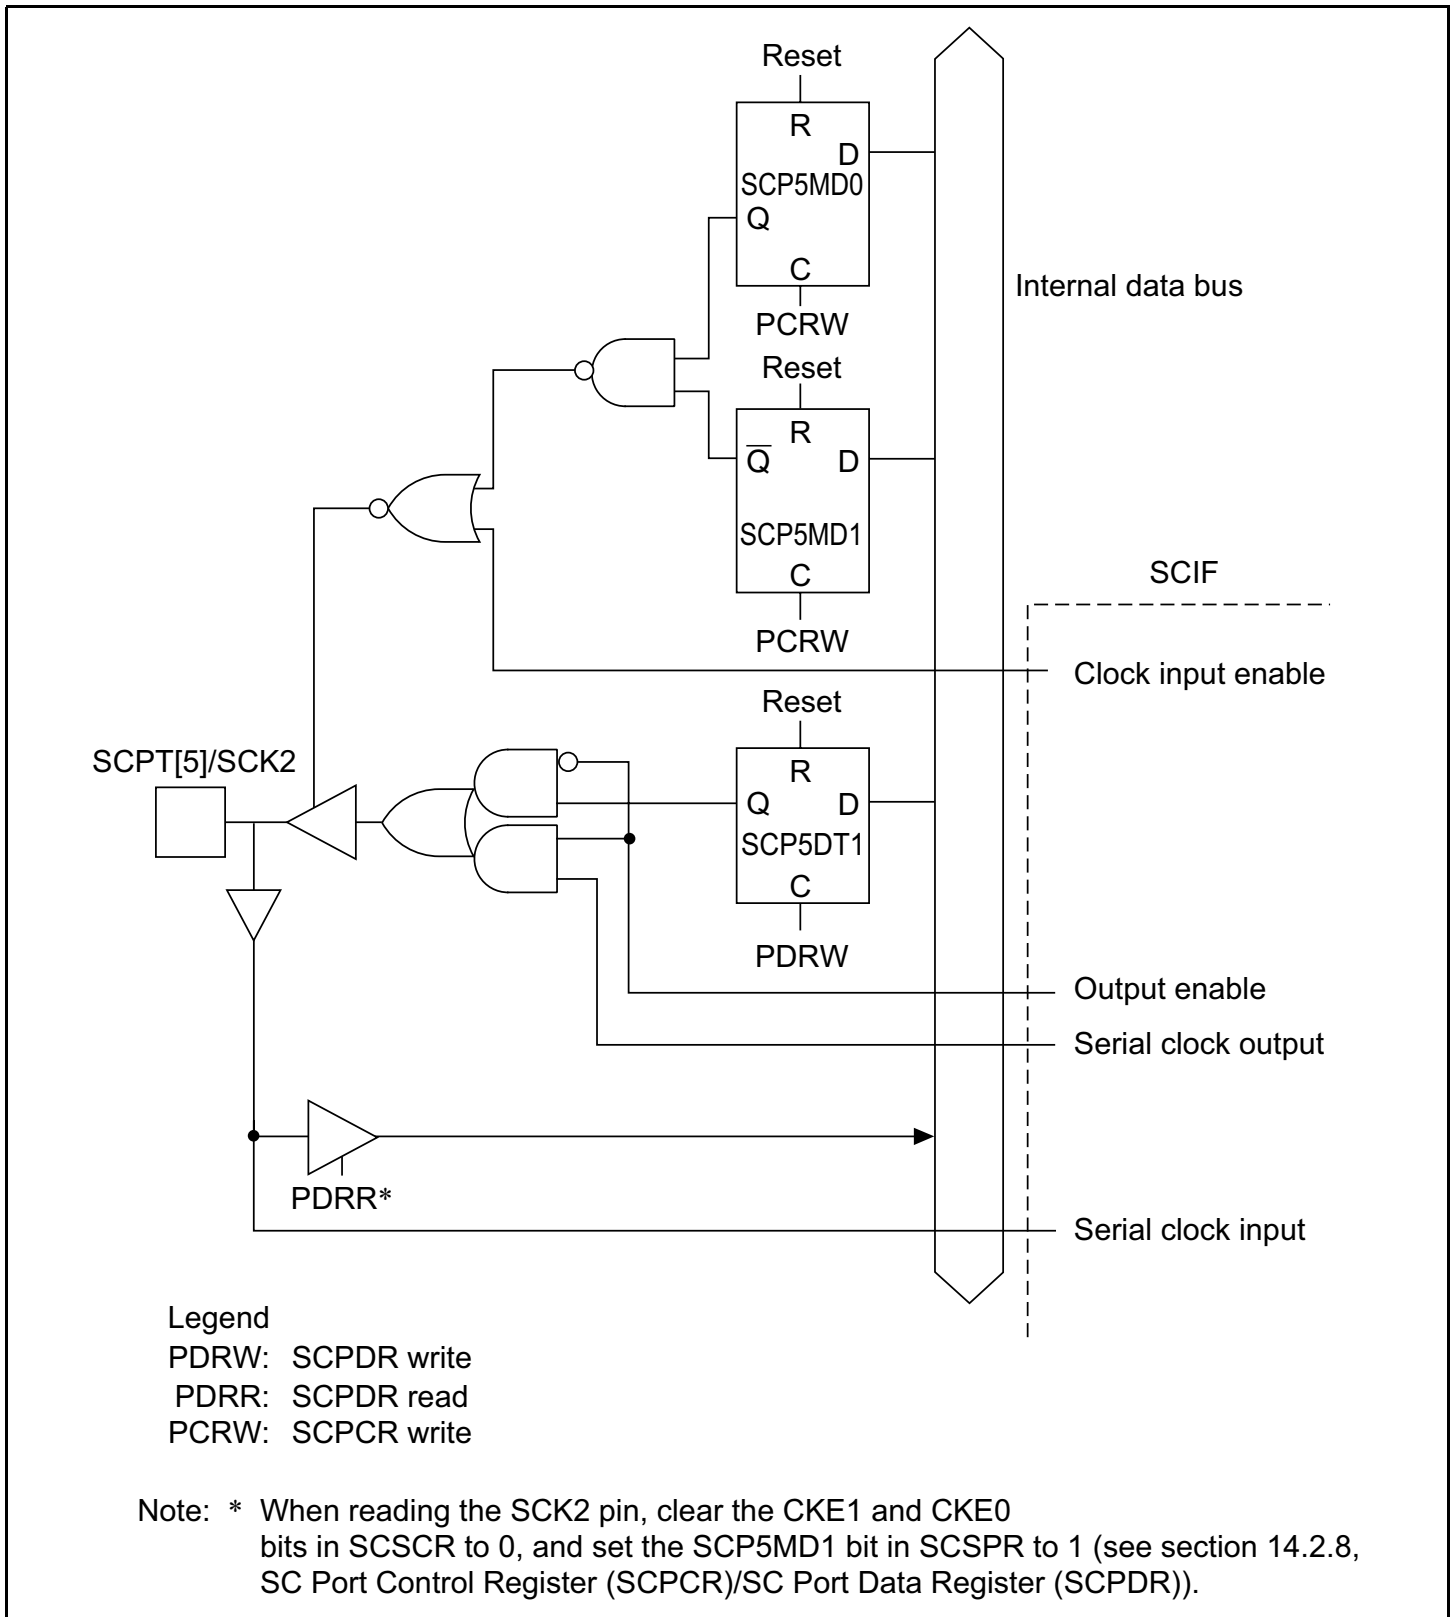 Reset
R
D
SCP5MD0
Q
C
PCRW
Internal data bus
Reset
R
Q̅ D
SCP5MD1
C
PCRW
SCIF
Clock input enable
Reset
SCPT[5]/SCK2
R
Q D
SCP5DT1
C
PDRW
Output enable
Serial clock output
PDRR*
Serial clock input
Legend
PDRW: SCPDR write
PDRR: SCPDR read
PCRW: SCPCR write
Note: * When reading the SCK2 pin, clear the CKE1 and CKE0
bits in SCSCR to 0, and set the SCP5MD1 bit in SCSPR to 1 (see section 14.2.8,
SC Port Control Register (SCPCR)/SC Port Data Register (SCPDR)).